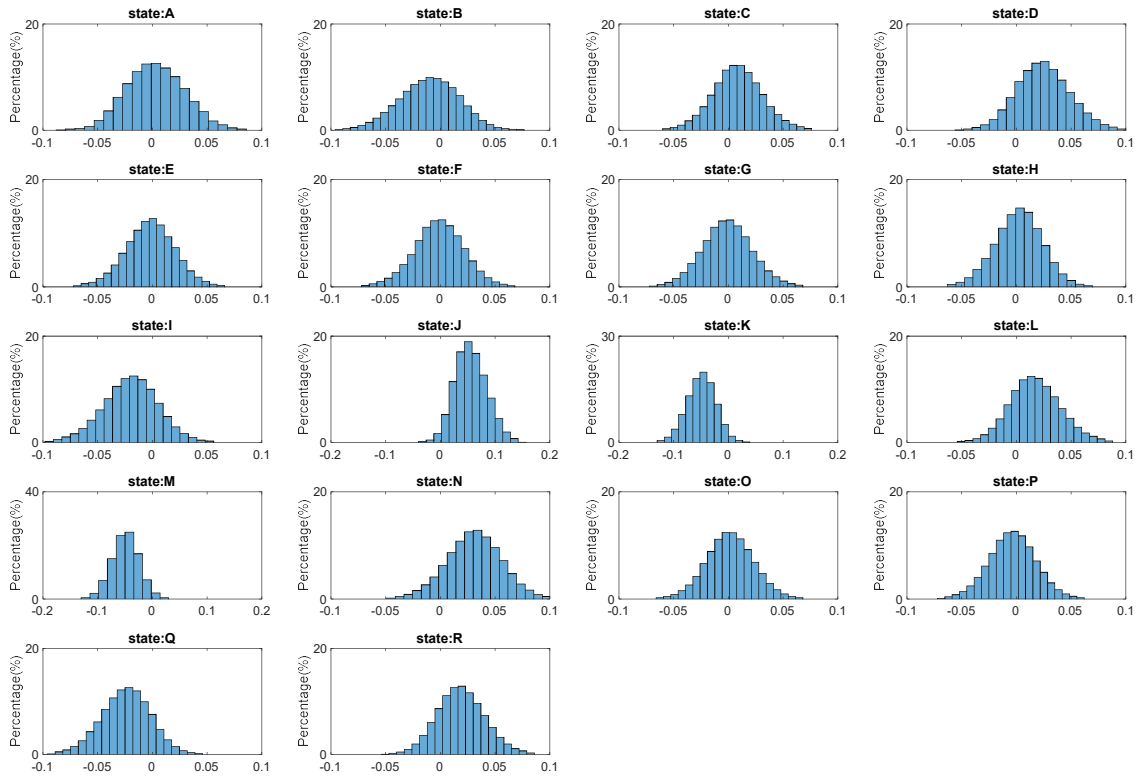 state:A
20
Percentage(%)
0
-0.1 -0.05 0 0.05 0.1
state:B
20
Percentage(%)
0
-0.1 -0.05 0 0.05 0.1
state:C
20
Percentage(%)
0
-0.1 -0.05 0 0.05 0.1
state:D
20
Percentage(%)
0
-0.1 -0.05 0 0.05 0.1
state:E
20
Percentage(%)
0
-0.1 -0.05 0 0.05 0.1
state:F
20
Percentage(%)
0
-0.1 -0.05 0 0.05 0.1
state:G
20
Percentage(%)
0
-0.1 -0.05 0 0.05 0.1
state:H
20
Percentage(%)
0
-0.1 -0.05 0 0.05 0.1
state:I
20
Percentage(%)
0
-0.1 -0.05 0 0.05 0.1
state:J
20
Percentage(%)
0
-0.2 -0.1 0 0.1 0.2
state:K
30
Percentage(%)
0
-0.2 -0.1 0 0.1 0.2
state:L
20
Percentage(%)
0
-0.1 -0.05 0 0.05 0.1
state:M
40
Percentage(%)
20
0
-0.2 -0.1 0 0.1 0.2
state:N
20
Percentage(%)
0
-0.1 -0.05 0 0.05 0.1
state:O
20
Percentage(%)
0
-0.1 -0.05 0 0.05 0.1
state:P
20
Percentage(%)
0
-0.1 -0.05 0 0.05 0.1
state:Q
20
Percentage(%)
0
-0.1 -0.05 0 0.05 0.1
state:R
20
Percentage(%)
0
-0.1 -0.05 0 0.05 0.1